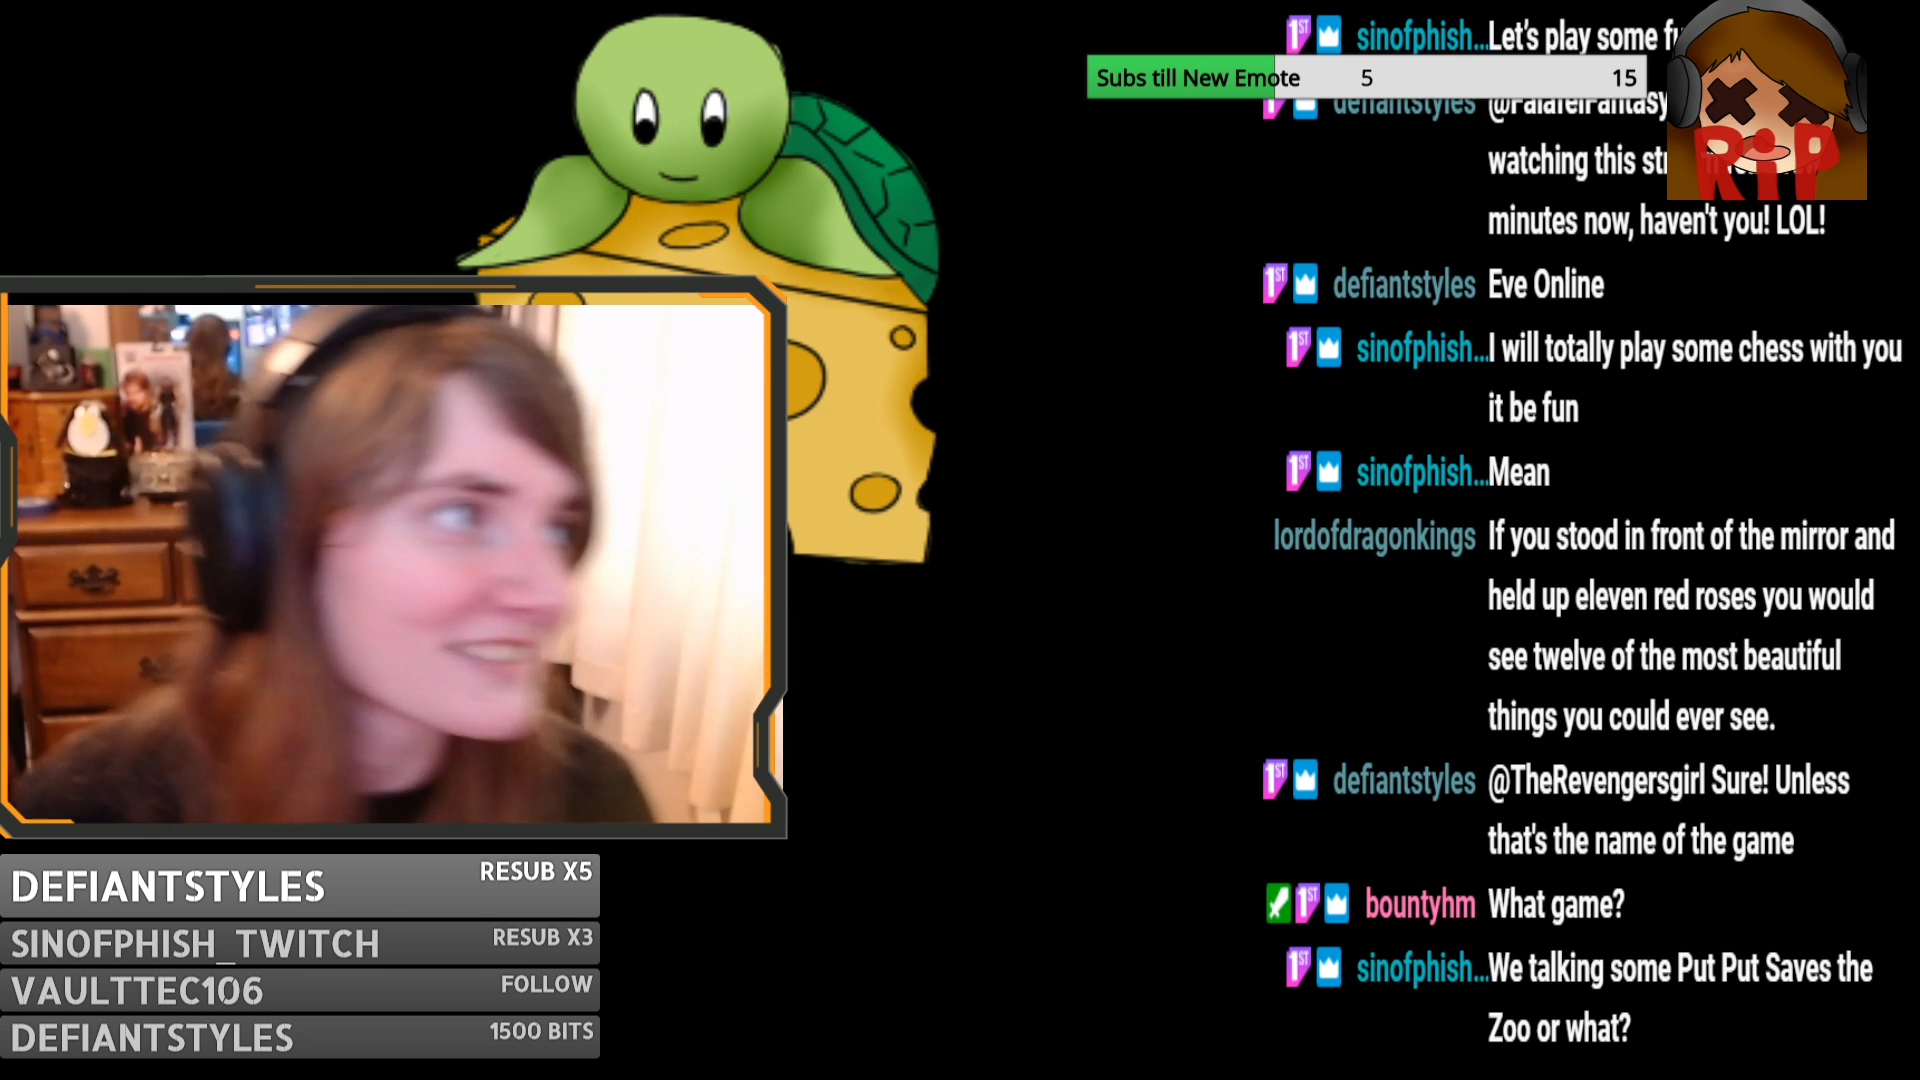 sinofphish...Let's play some
Subs till New Emote 5 15
defiantstyles @FalafelFantasy
watching this
minutes now, haven't you! LOL!
RiP
defiantstyles Eve Online
sinofphish...I will totally play some chess with you
it be fun
sinofphish...Mean
lordofdragonkings If you stood in front of the mirror and
held up eleven red roses you would
see twelve of the most beautiful
things you could ever see.
defiantstyles @TheRevengersgirl Sure! Unless
that's the name of the game
1ST bountyhm What game?
sinofphish...We talking some Put Put Saves the
Zoo or what?
DEFIANTSTYLES RESUB X5
SINOFPHISH_TWITCH RESUB X3
VAULTTEC106 FOLLOW
DEFIANTSTYLES 1500 BITS